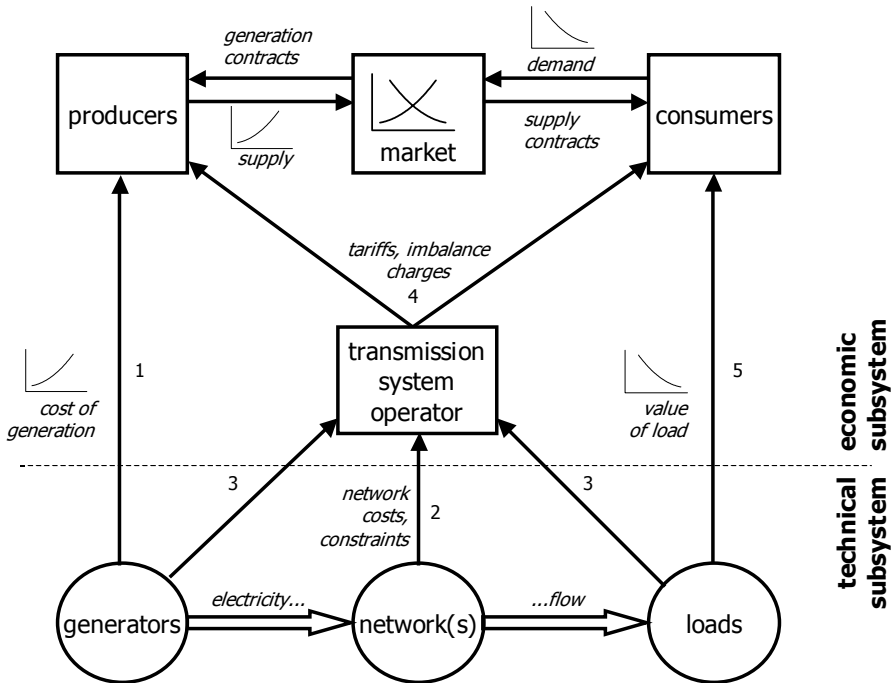 generation
contracts
demand
producers
supply
market
supply
contracts
consumers
tariffs, imbalance
charges
4
transmission
system
operator
1
cost of
generation
5
value
of load
economic
subsystem
3
network
costs,
constraints
2
3
technical
subsystem
generators
electricity...
network(s)
...flow
loads